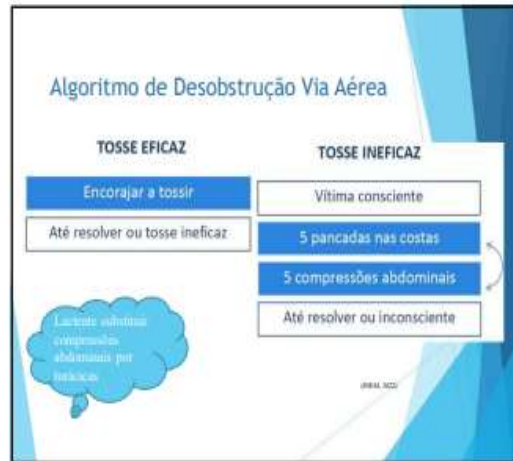 Algoritmo de Desobstrução Via Aérea
TOSSE EFICAZ
Encorajar a tossir
Até resolver ou tosse ineficaz
TOSSE INEFICAZ
Vítima consciente
5 pancadas nas costas
5 compressões abdominais
Até resolver ou inconsciente
Lactente substituir
compressões
abdominais por
torácicas